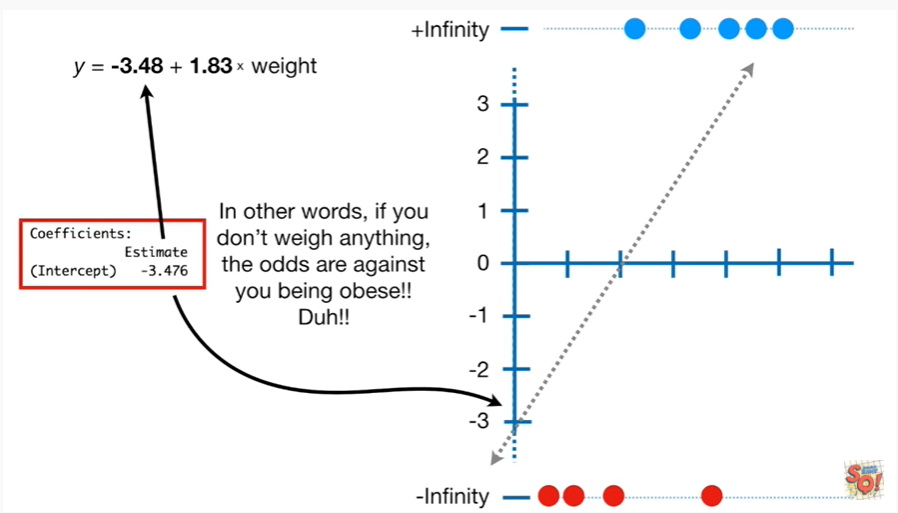 +Infinity
y = -3.48 + 1.83 × weight
3
2
1
0
-1
-2
-3
In other words, if you
don’t weigh anything,
the odds are against
you being obese!!
Duh!!
Coefficients:
Estimate
(Intercept) -3.476
-Infinity
SQ!